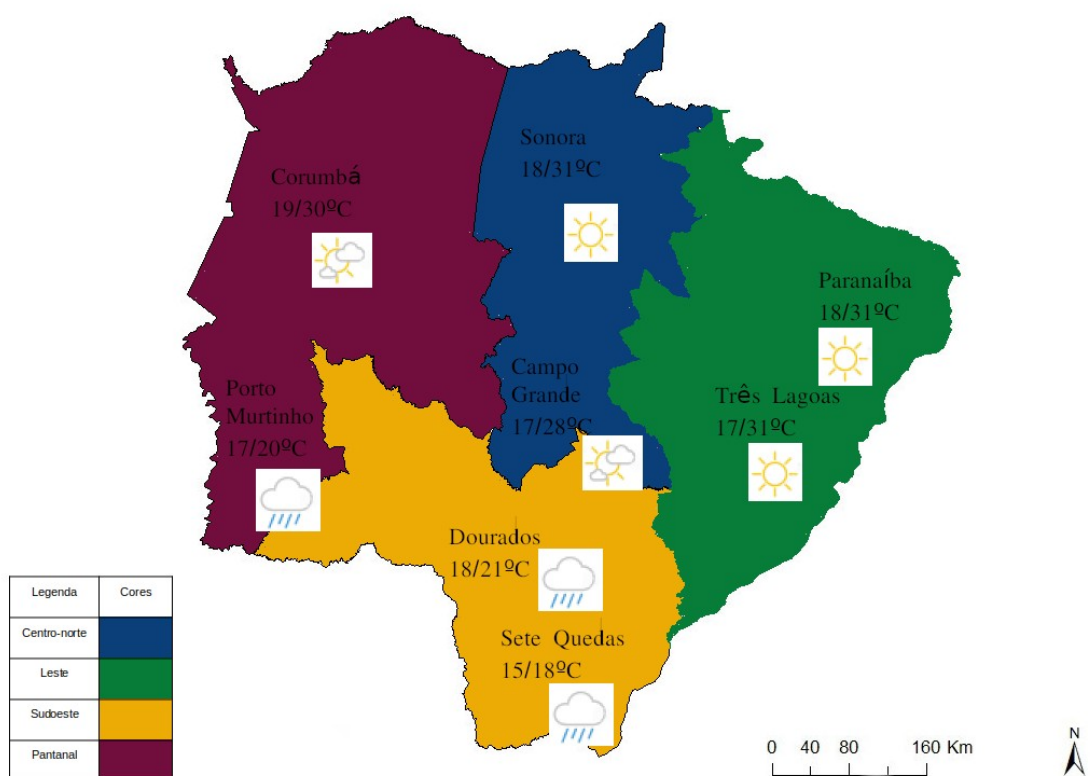 Sonora
18/31ºC
Corumbá
19/30ºC
Paranaíba
18/31ºC
Campo
Grande
17/28ºC
Porto
Murtinho
17/20ºC
Três Lagoas
17/31ºC
Dourados
18/21ºC
Sete Quedas
15/18ºC
Legenda Cores
Centro-norte
Leste
Sudoeste
Pantanal
0 40 80 160 Km
N